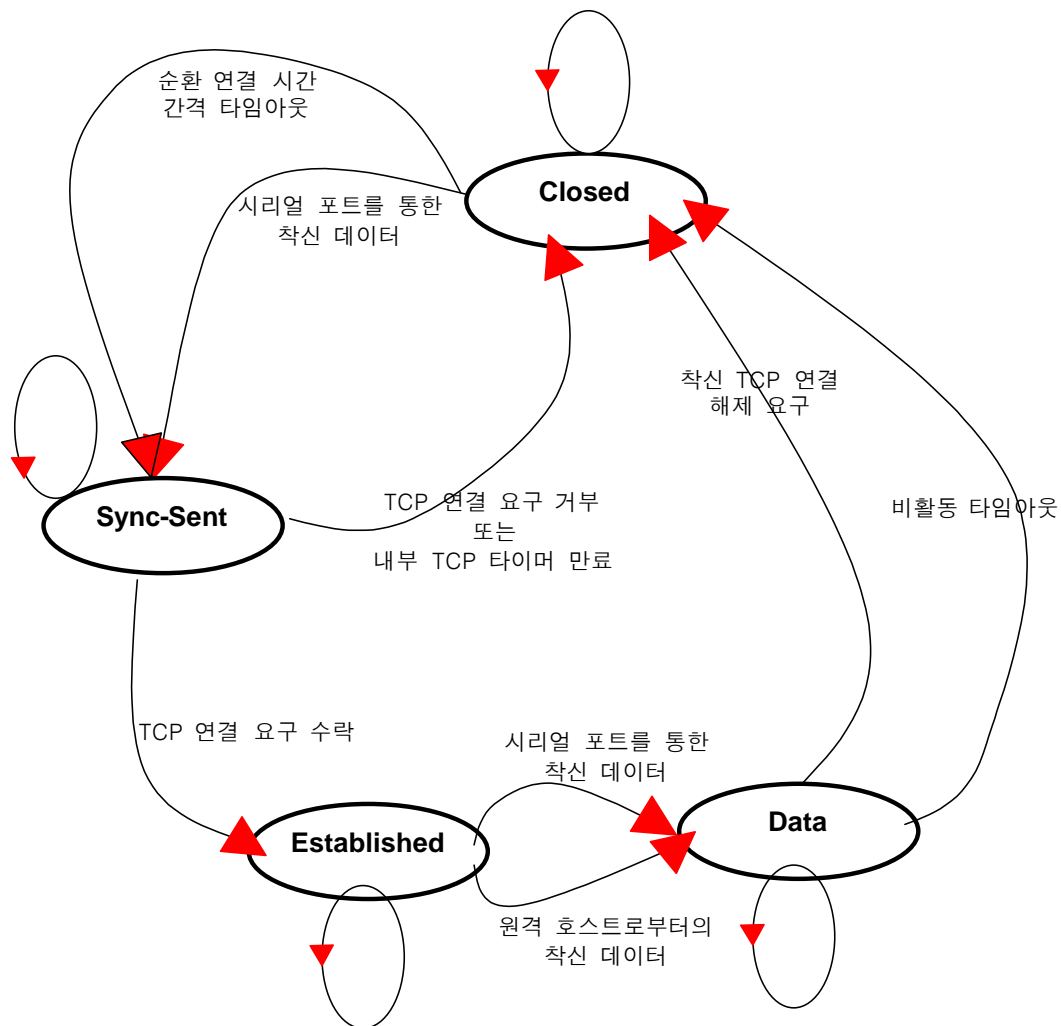 순환 연결 시간
간격 타임아웃
Closed
시리얼 포트를 통한
착신 데이터
착신 TCP 연결
해제 요구
Sync-Sent
TCP 연결 요구 거부
또는
내부 TCP 타이머 만료
비활동 타임아웃
TCP 연결 요구 수락
시리얼 포트를 통한
착신 데이터
Established
Data
원격 호스트로부터의
착신 데이터